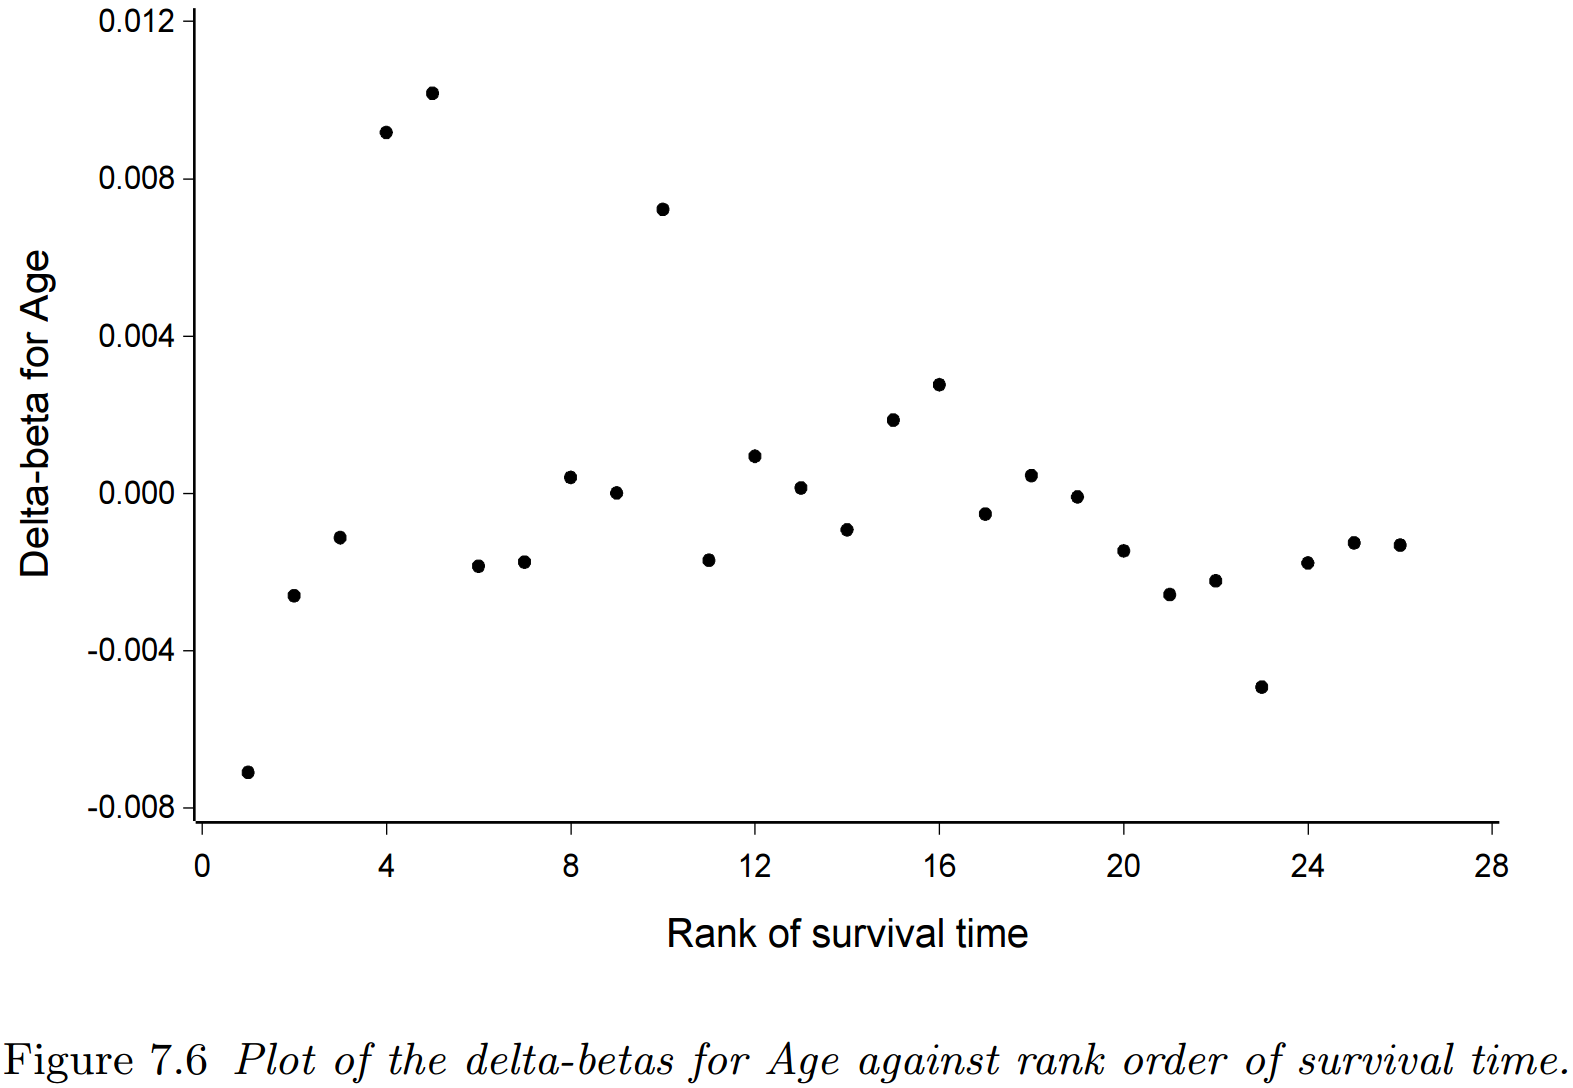 0.012
0.008
0.004
0.000
-0.004
-0.008
Delta-beta for Age
0 4 8 12 16 20 24 28
Rank of survival time
Figure 7.6 Plot of the delta-betas for Age against rank order of survival time.